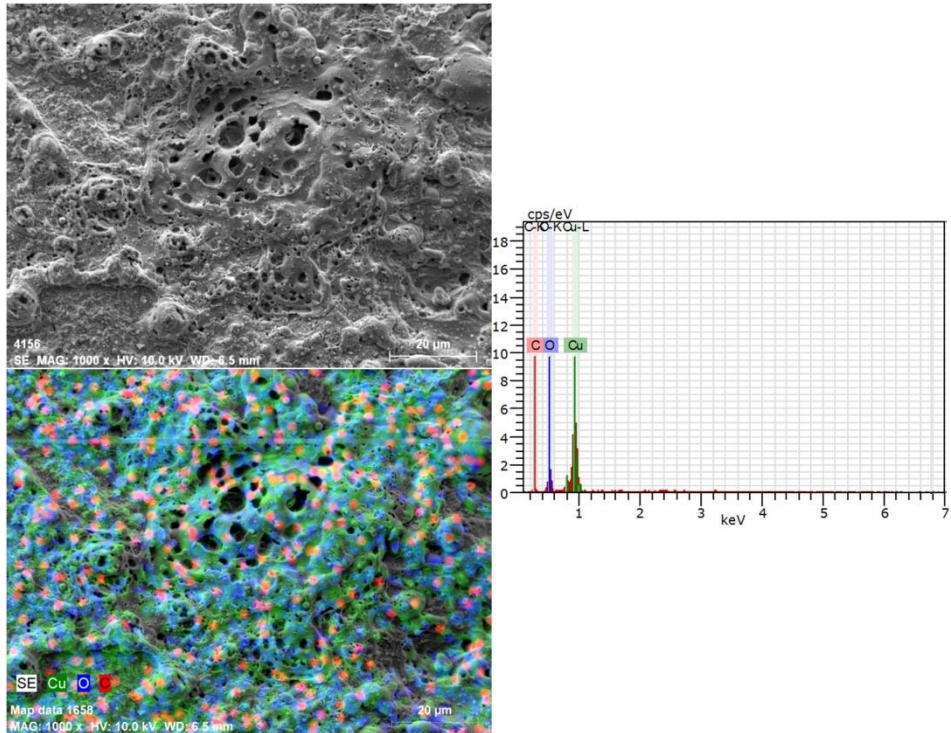 4156
SE MAG: 1000 x HV: 10.0 kV WD: 6.5 mm
20 µm
SE Cu O C
Map data 1658
MAG: 1000 x HV: 10.0 kV WD: 6.5 mm
20 µm
cps/eV
Cu-L
18
16
14
12
10
8
6
4
2
0
C O Cu
1 2 3 4 5 6 7
keV